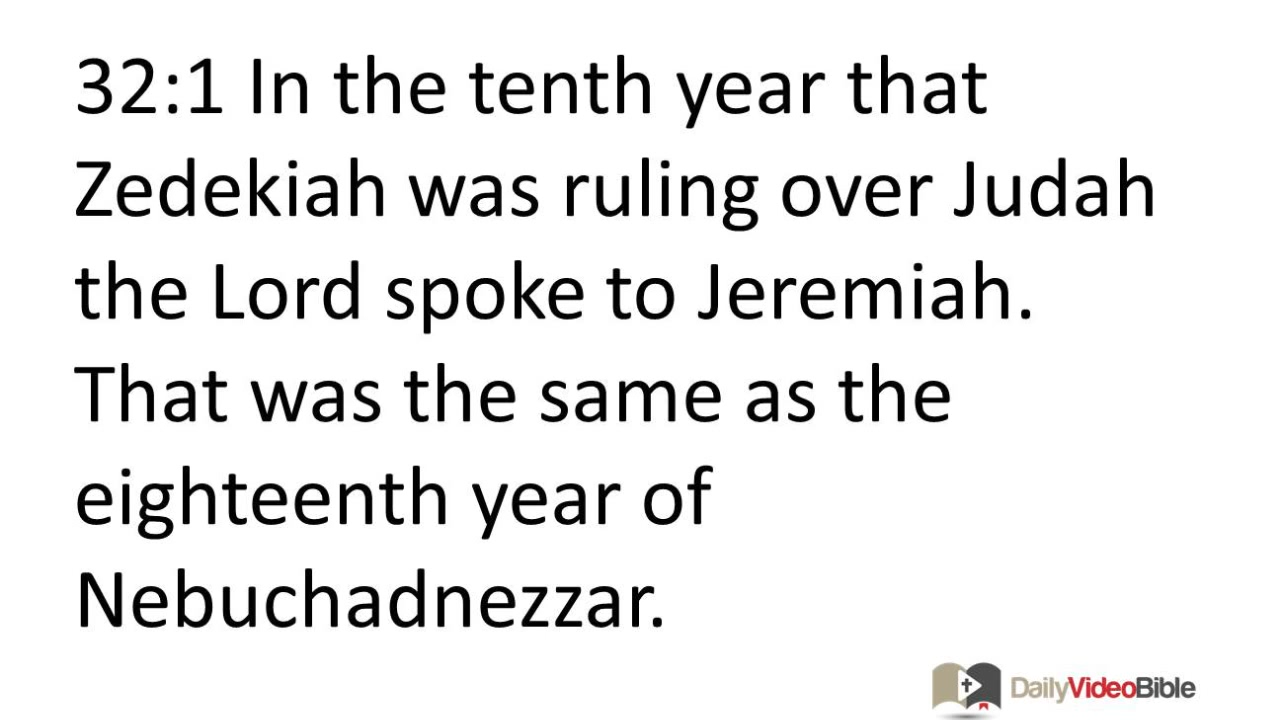 32:1 In the tenth year that
Zedekiah was ruling over Judah
the Lord spoke to Jeremiah.
That was the same as the
eighteenth year of
Nebuchadnezzar.
DailyVideoBible